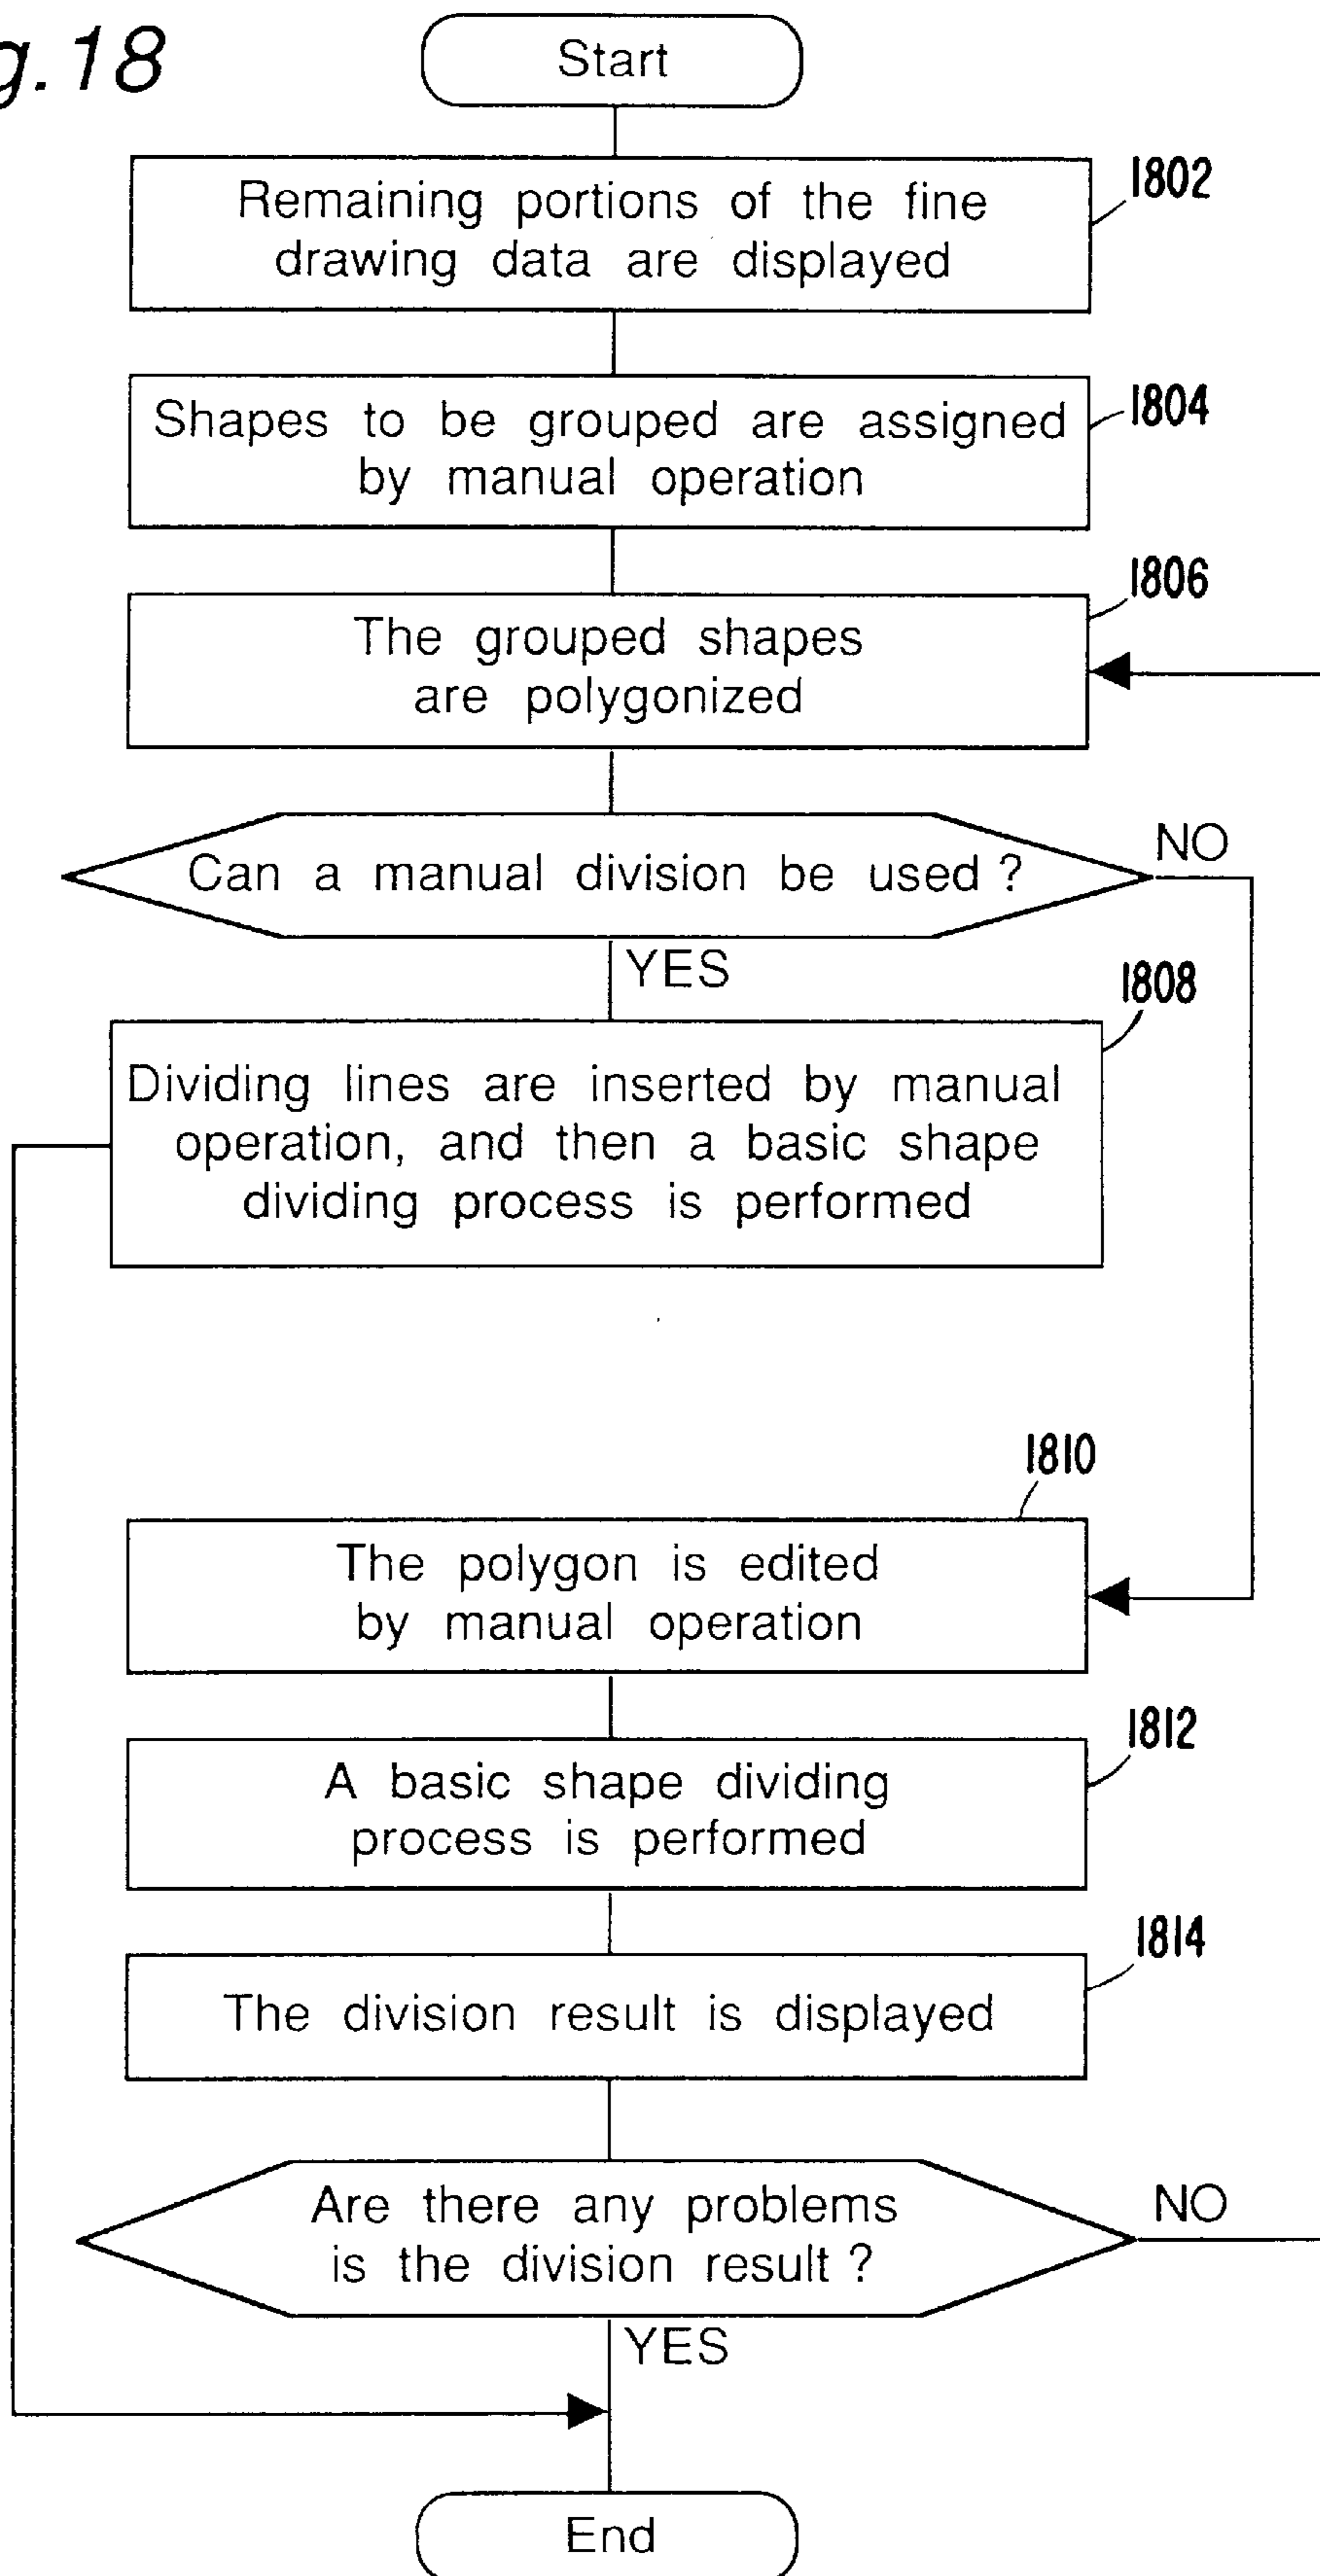 g.18
Start
1802
Remaining portions of the fine
drawing data are displayed
1804
Shapes to be grouped are assigned
by manual operation
1806
The grouped shapes
are polygonized
Can a manual division be used ?
NO
YES
1808
Dividing lines are inserted by manual
operation, and then a basic shape
dividing process is performed
1810
The polygon is edited
by manual operation
1812
A basic shape dividing
process is performed
1814
The division result is displayed
Are there any problems
is the division result ?
NO
YES
End